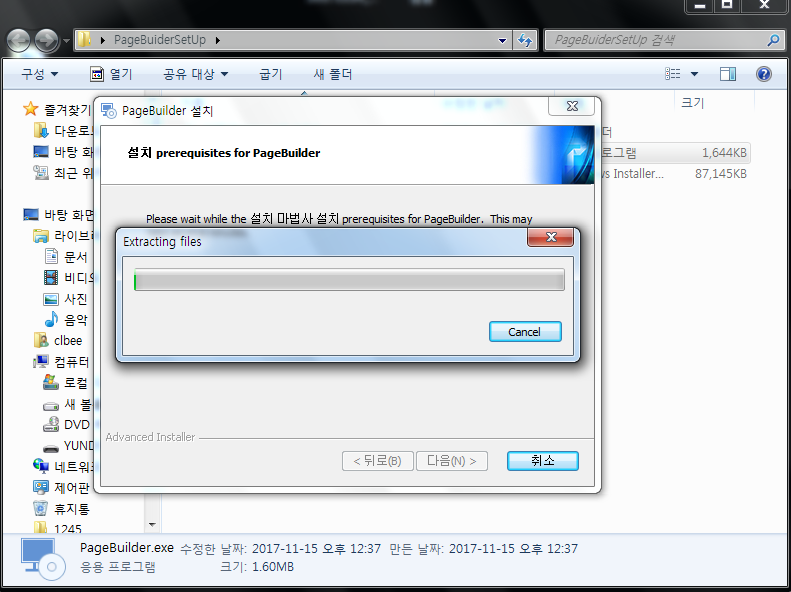 PageBuiderSetUp
PageBuiderSetUp 검색
구성
열기
공유 대상
굽기
새 폴더
크기
즐겨찾기
다운로
바탕 화
최근 위
바탕 화면
라이브러
문서
비디오
사진
음악
clbee
컴퓨터
로컬
새 볼
DVD
YUND
네트워크
제어판
휴지통
1245
PageBuilder 설치
설치 prerequisites for PageBuilder
Please wait while the 설치 마법사 설치 prerequisites for PageBuilder. This may
Extracting files
Cancel
Advanced Installer
< 뒤로(B)
다음(N) >
취소
더
로그램 1,644KB
ws Installer... 87,145KB
PageBuilder.exe 수정한 날짜: 2017-11-15 오후 12:37 만든 날짜: 2017-11-15 오후 12:37
응용 프로그램 크기: 1.60MB